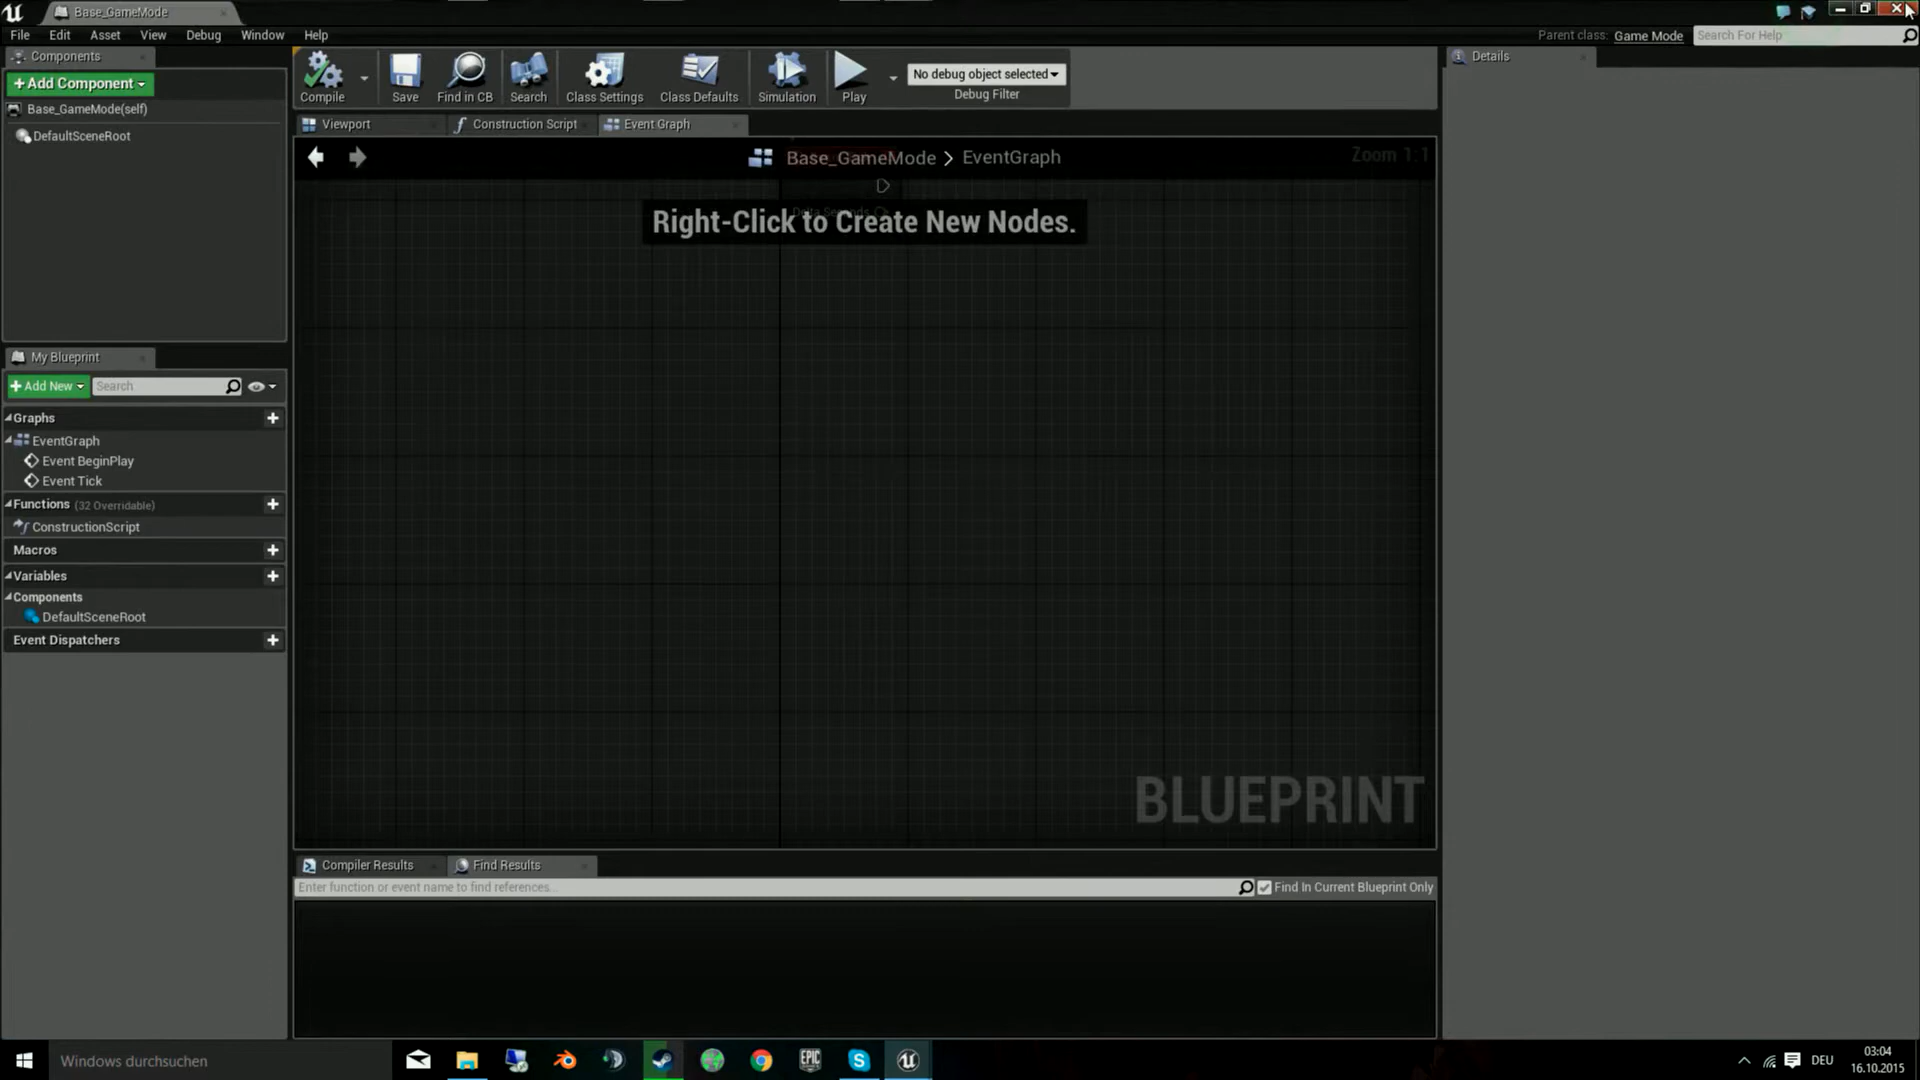 Base_GameMode
File Edit Asset View Debug Window Help
Parent class: Game Mode Search For Help
Components
+ Add Component
Base_GameMode(self)
DefaultSceneRoot
Compile Save Find in CB Search Class Settings Class Defaults Simulation Play
No debug object selected
Debug Filter
Details
Viewport Construction Script Event Graph
Base_GameMode > EventGraph
Zoom 1:1
Delta Seconds
Right-Click to Create New Nodes.
My Blueprint
+ Add New Search
Graphs
EventGraph
Event BeginPlay
Event Tick
Functions (32 Overridable)
ConstructionScript
Macros
Variables
Components
DefaultSceneRoot
Event Dispatchers
BLUEPRINT
Compiler Results Find Results
Enter function or event name to find references...
Find In Current Blueprint Only
Windows durchsuchen
EPIC
DEU
03:04
16.10.2015